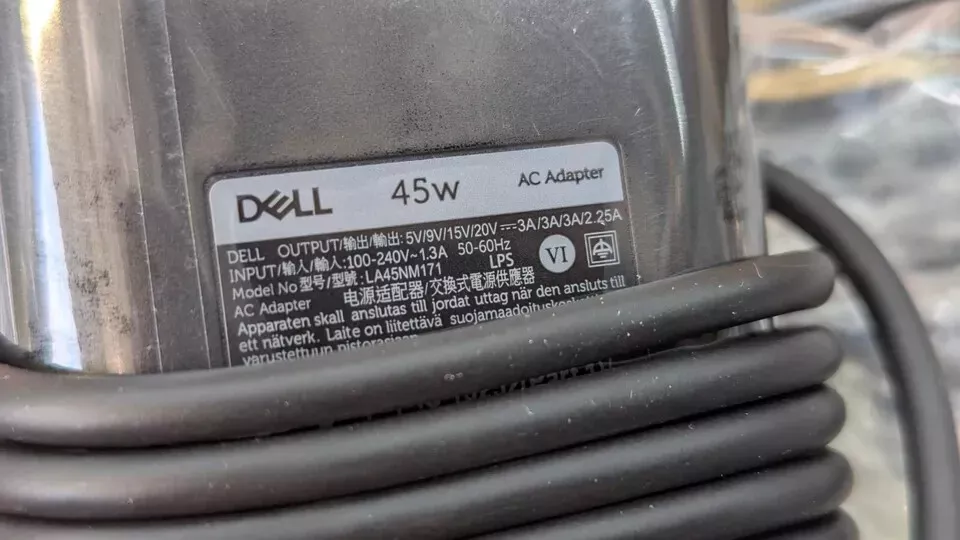 DELL 45W AC Adapter
DELL OUTPUT/输出/輸出: 5V/9V/15V/20V ⎓3A/3A/3A/2.25A
INPUT/输入/輸入:100-240V~1.3A 50-60Hz
Model No 型号/型號: LA45NM171 LPS VI
AC Adapter 电源适配器/交換式電源供應器
Apparaten skall anslutas till jordat uttag när den ansluts till
ett nätverk. Laite on liitettävä
varustettuun